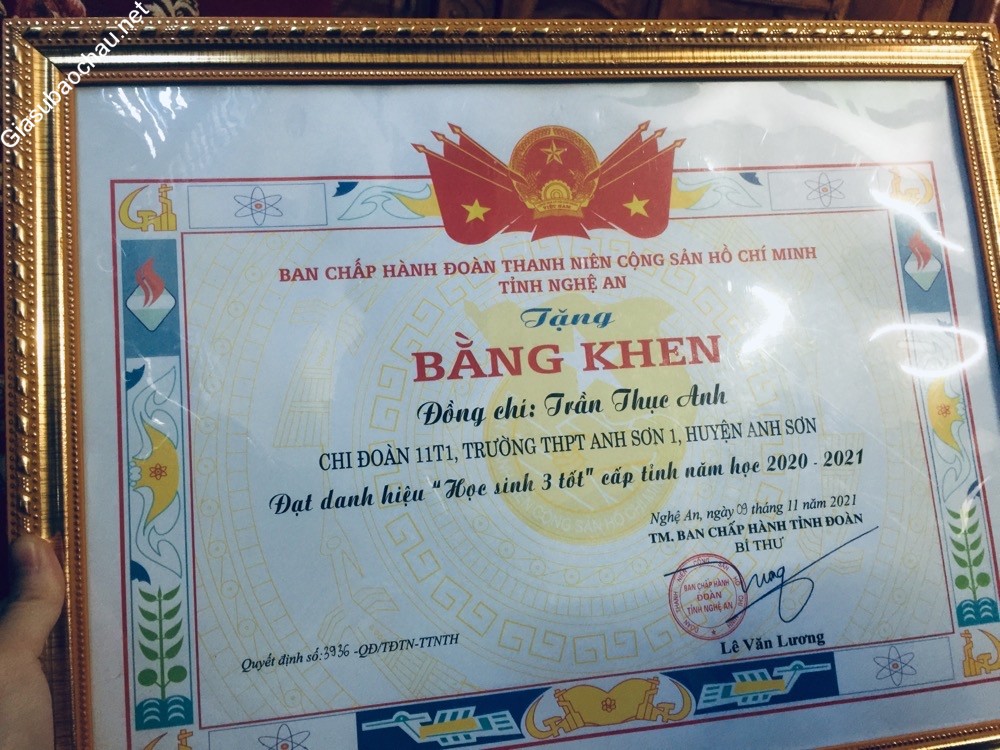 Giasubaochau.net
BAN CHẤP HÀNH ĐOÀN THANH NIÊN CỘNG SẢN HỒ CHÍ MINH
TỈNH NGHỆ AN
Tặng
BẰNG KHEN
Đồng chí: Trần Thục Anh
CHI ĐOÀN 11T1, TRƯỜNG THPT ANH SƠN 1, HUYỆN ANH SƠN
Đạt danh hiệu “Học sinh 3 tốt" cấp tỉnh năm học 2020 - 2021
Nghệ An, ngày 09 tháng 11 năm 2021
TM. BAN CHẤP HÀNH TỈNH ĐOÀN
BÍ THƯ
BAN CHẤP HÀNH
ĐOÀN
TỈNH NGHỆ AN
Lê Văn Lương
Quyết định số:3936 -QĐ/TĐTN-TTNTH